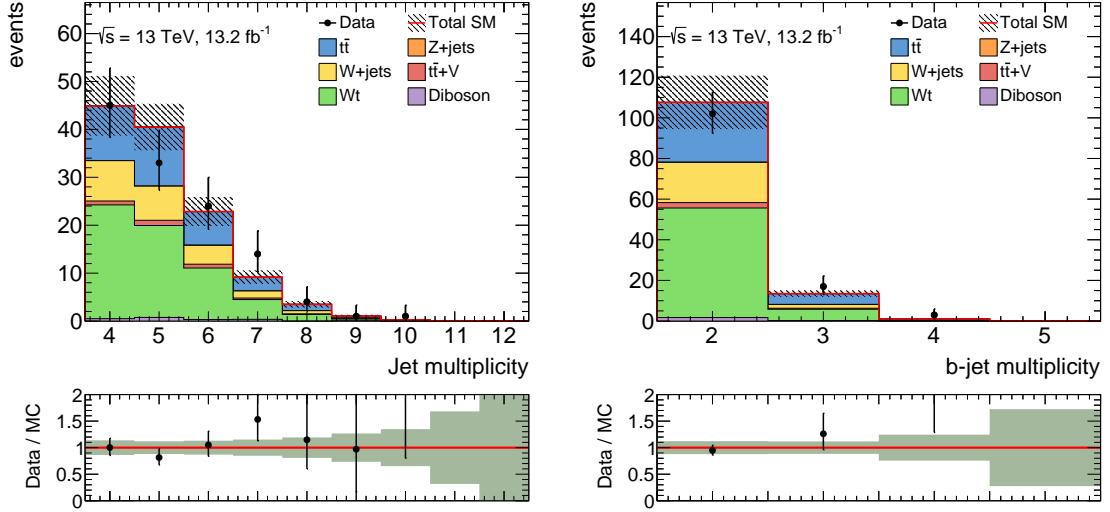 events
√s = 13 TeV, 13.2 fb⁻¹
Data
Total SM
tt̄
Z+jets
W+jets
tt̄+V
Wt
Diboson
60
50
40
30
20
10
0
4 5 6 7 8 9 10 11 12
Jet multiplicity
Data / MC
2
1.5
1
0.5
0
events
√s = 13 TeV, 13.2 fb⁻¹
Data
Total SM
tt̄
Z+jets
W+jets
tt̄+V
Wt
Diboson
140
120
100
80
60
40
20
0
2 3 4 5
b-jet multiplicity
Data / MC
2
1.5
1
0.5
0